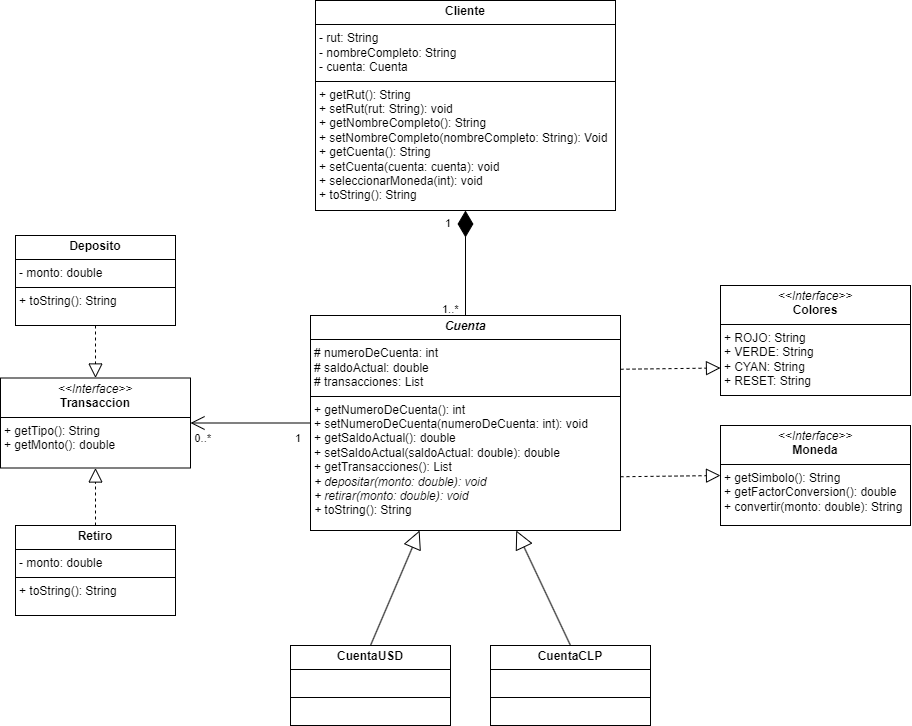 Cliente
- rut: String
- nombreCompleto: String
- cuenta: Cuenta
+ getRut(): String
+ setRut(rut: String): void
+ getNombreCompleto(): String
+ setNombreCompleto(nombreCompleto: String): Void
+ getCuenta(): String
+ setCuenta(cuenta: cuenta): void
+ seleccionarMoneda(int): void
+ toString(): String
1
1..*
Deposito
- monto: double
+ toString(): String
<<Interface>>
Transaccion
+ getTipo(): String
+ getMonto(): double
0..*
1
Retiro
- monto: double
+ toString(): String
Cuenta
# numeroDeCuenta: int
# saldoActual: double
# transacciones: List
+ getNumeroDeCuenta(): int
+ setNumeroDeCuenta(numeroDeCuenta: int): void
+ getSaldoActual(): double
+ setSaldoActual(saldoActual: double): double
+ getTransacciones(): List
+ depositar(monto: double): void
+ retirar(monto: double): void
+ toString(): String
<<Interface>>
Colores
+ ROJO: String
+ VERDE: String
+ CYAN: String
+ RESET: String
<<Interface>>
Moneda
+ getSimbolo(): String
+ getFactorConversion(): double
+ convertir(monto: double): String
CuentaUSD
CuentaCLP